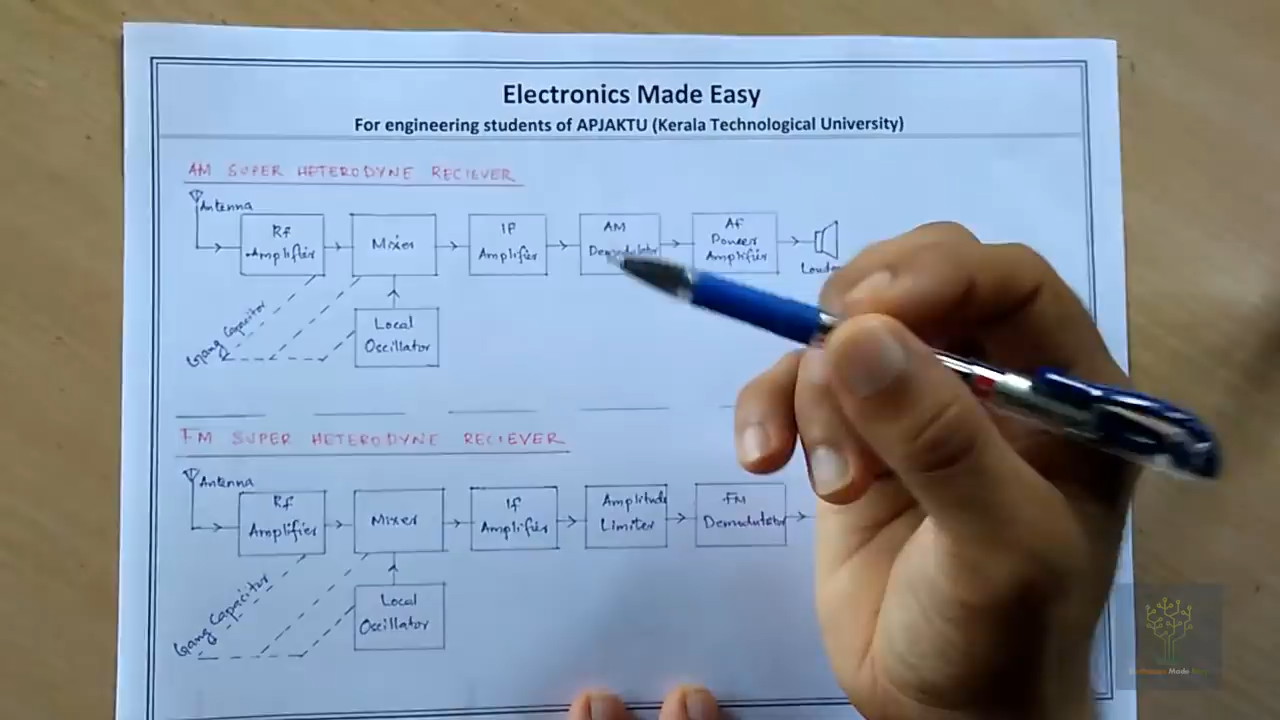 Electronics Made Easy
For engineering students of APJAKTU (Kerala Technological University)
AM SUPER HETERODYNE RECIEVER
Antenna
Rf
Amplifier
Mixer
IF
Amplifier
AM
Demodulator
Af
Power
Amplifier
Gang Capacitor
Local
Oscillator
FM SUPER HETERODYNE RECIEVER
Antenna
Rf
Amplifier
Mixer
If
Amplifier
Amplitude
Limiter
FM
Demodulator
Gang Capacitor
Local
Oscillator